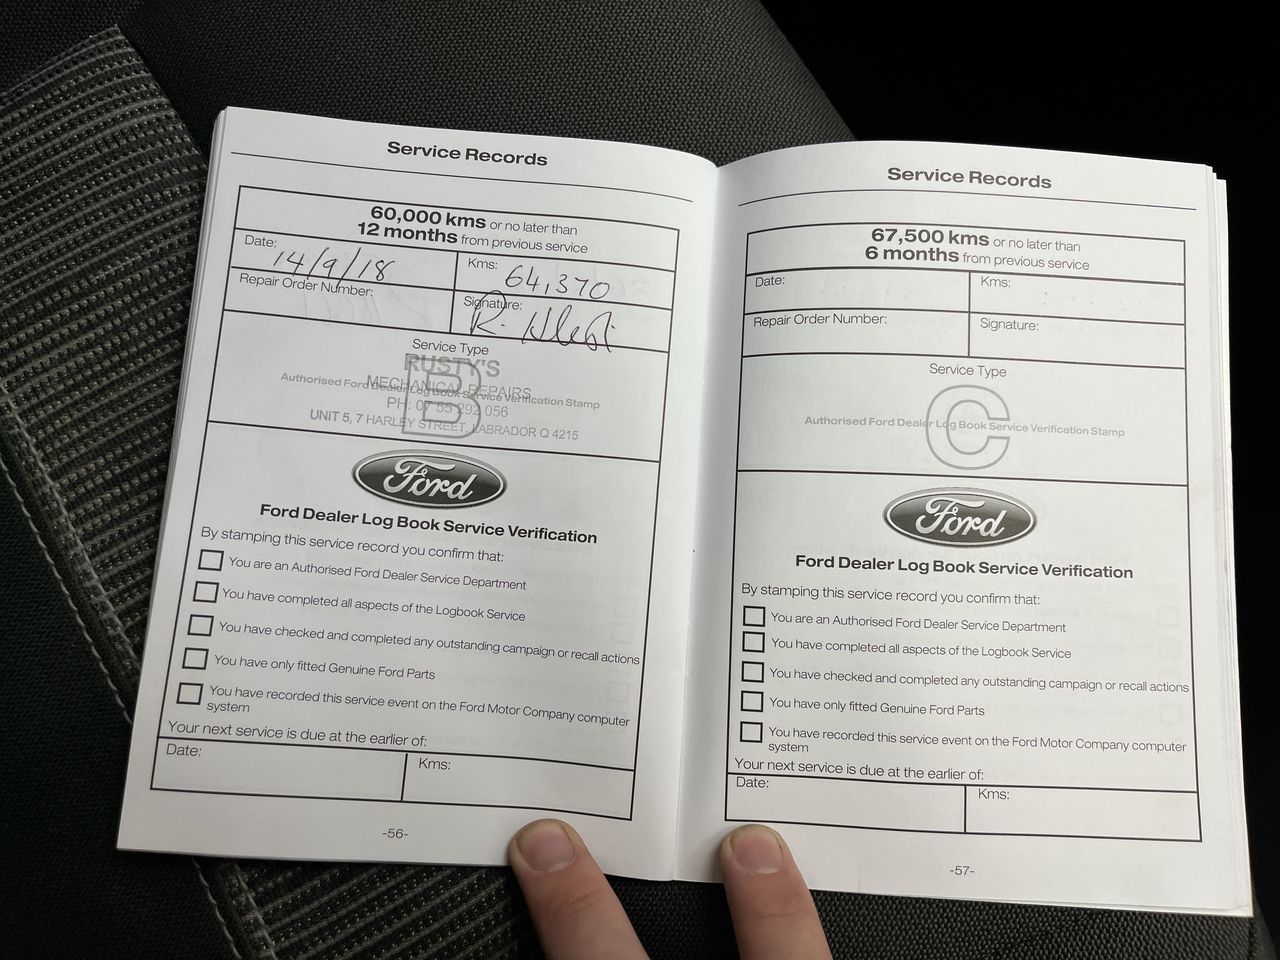 Service Records
60,000 kms or no later than
12 months from previous service
Date: 14/9/18
Kms: 64,370
Repair Order Number:
Signature:
Service Type
B
RUSTY'S
MECHANICAL REPAIRS
Authorised Ford Dealer Log Book Service Verification Stamp
PH: 07 55 292 056
UNIT 5, 7 HARLEY STREET, LABRADOR Q 4215
Ford
Ford Dealer Log Book Service Verification
By stamping this service record you confirm that:
You are an Authorised Ford Dealer Service Department
You have completed all aspects of the Logbook Service
You have checked and completed any outstanding campaign or recall actions
You have only fitted Genuine Ford Parts
You have recorded this service event on the Ford Motor Company computer
system
Your next service is due at the earlier of:
Date:
Kms:
-56-
Service Records
67,500 kms or no later than
6 months from previous service
Date:
Kms:
Repair Order Number:
Signature:
Service Type
C
Authorised Ford Dealer Log Book Service Verification Stamp
Ford
Ford Dealer Log Book Service Verification
By stamping this service record you confirm that:
You are an Authorised Ford Dealer Service Department
You have completed all aspects of the Logbook Service
You have checked and completed any outstanding campaign or recall actions
You have only fitted Genuine Ford Parts
You have recorded this service event on the Ford Motor Company computer
system
Your next service is due at the earlier of:
Date:
Kms:
-57-